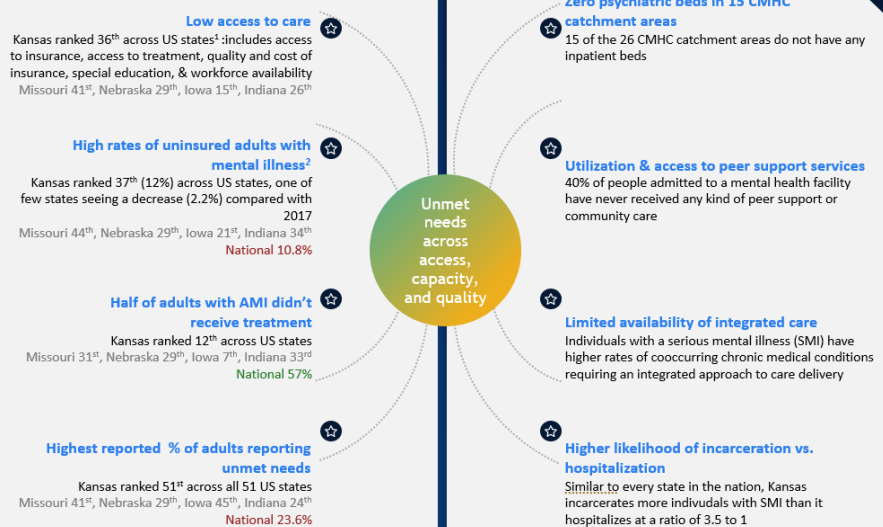 Low access to care
Kansas ranked 36th across US states1 :includes access
to insurance, access to treatment, quality and cost of
insurance, special education, & workforce availability
Missouri 41st, Nebraska 29th, Iowa 15th, Indiana 26th
High rates of uninsured adults with
mental illness2
Kansas ranked 37th (12%) across US states, one of
few states seeing a decrease (2.2%) compared with
2017
Missouri 44th, Nebraska 29th, Iowa 21st, Indiana 34th
National 10.8%
Half of adults with AMI didn't
receive treatment
Kansas ranked 12th across US states
Missouri 31st, Nebraska 29th, Iowa 7th, Indiana 33rd
National 57%
Highest reported % of adults reporting
unmet needs
Kansas ranked 51st across all 51 US states
Missouri 41st, Nebraska 29th, Iowa 45th, Indiana 24th
National 23.6%
Unmet
needs
across
access,
capacity,
and quality
Zero psychiatric beds in 15 CMHC
catchment areas
15 of the 26 CMHC catchment areas do not have any
inpatient beds
Utilization & access to peer support services
40% of people admitted to a mental health facility
have never received any kind of peer support or
community care
Limited availability of integrated care
Individuals with a serious mental illness (SMI) have
higher rates of cooccurring chronic medical conditions
requiring an integrated approach to care delivery
Higher likelihood of incarceration vs.
hospitalization
Similar to every state in the nation, Kansas
incarcerates more indivudals with SMI than it
hospitalizes at a ratio of 3.5 to 1